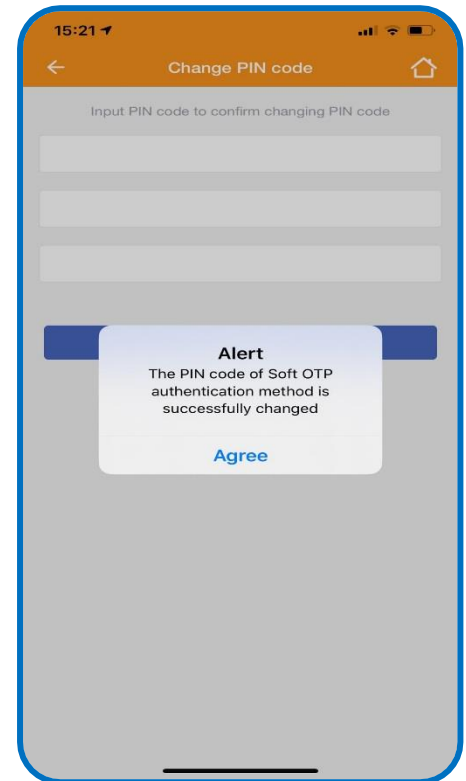 15:21
Change PIN code
Input PIN code to confirm changing PIN code
Alert
The PIN code of Soft OTP
authentication method is
successfully changed
Agree